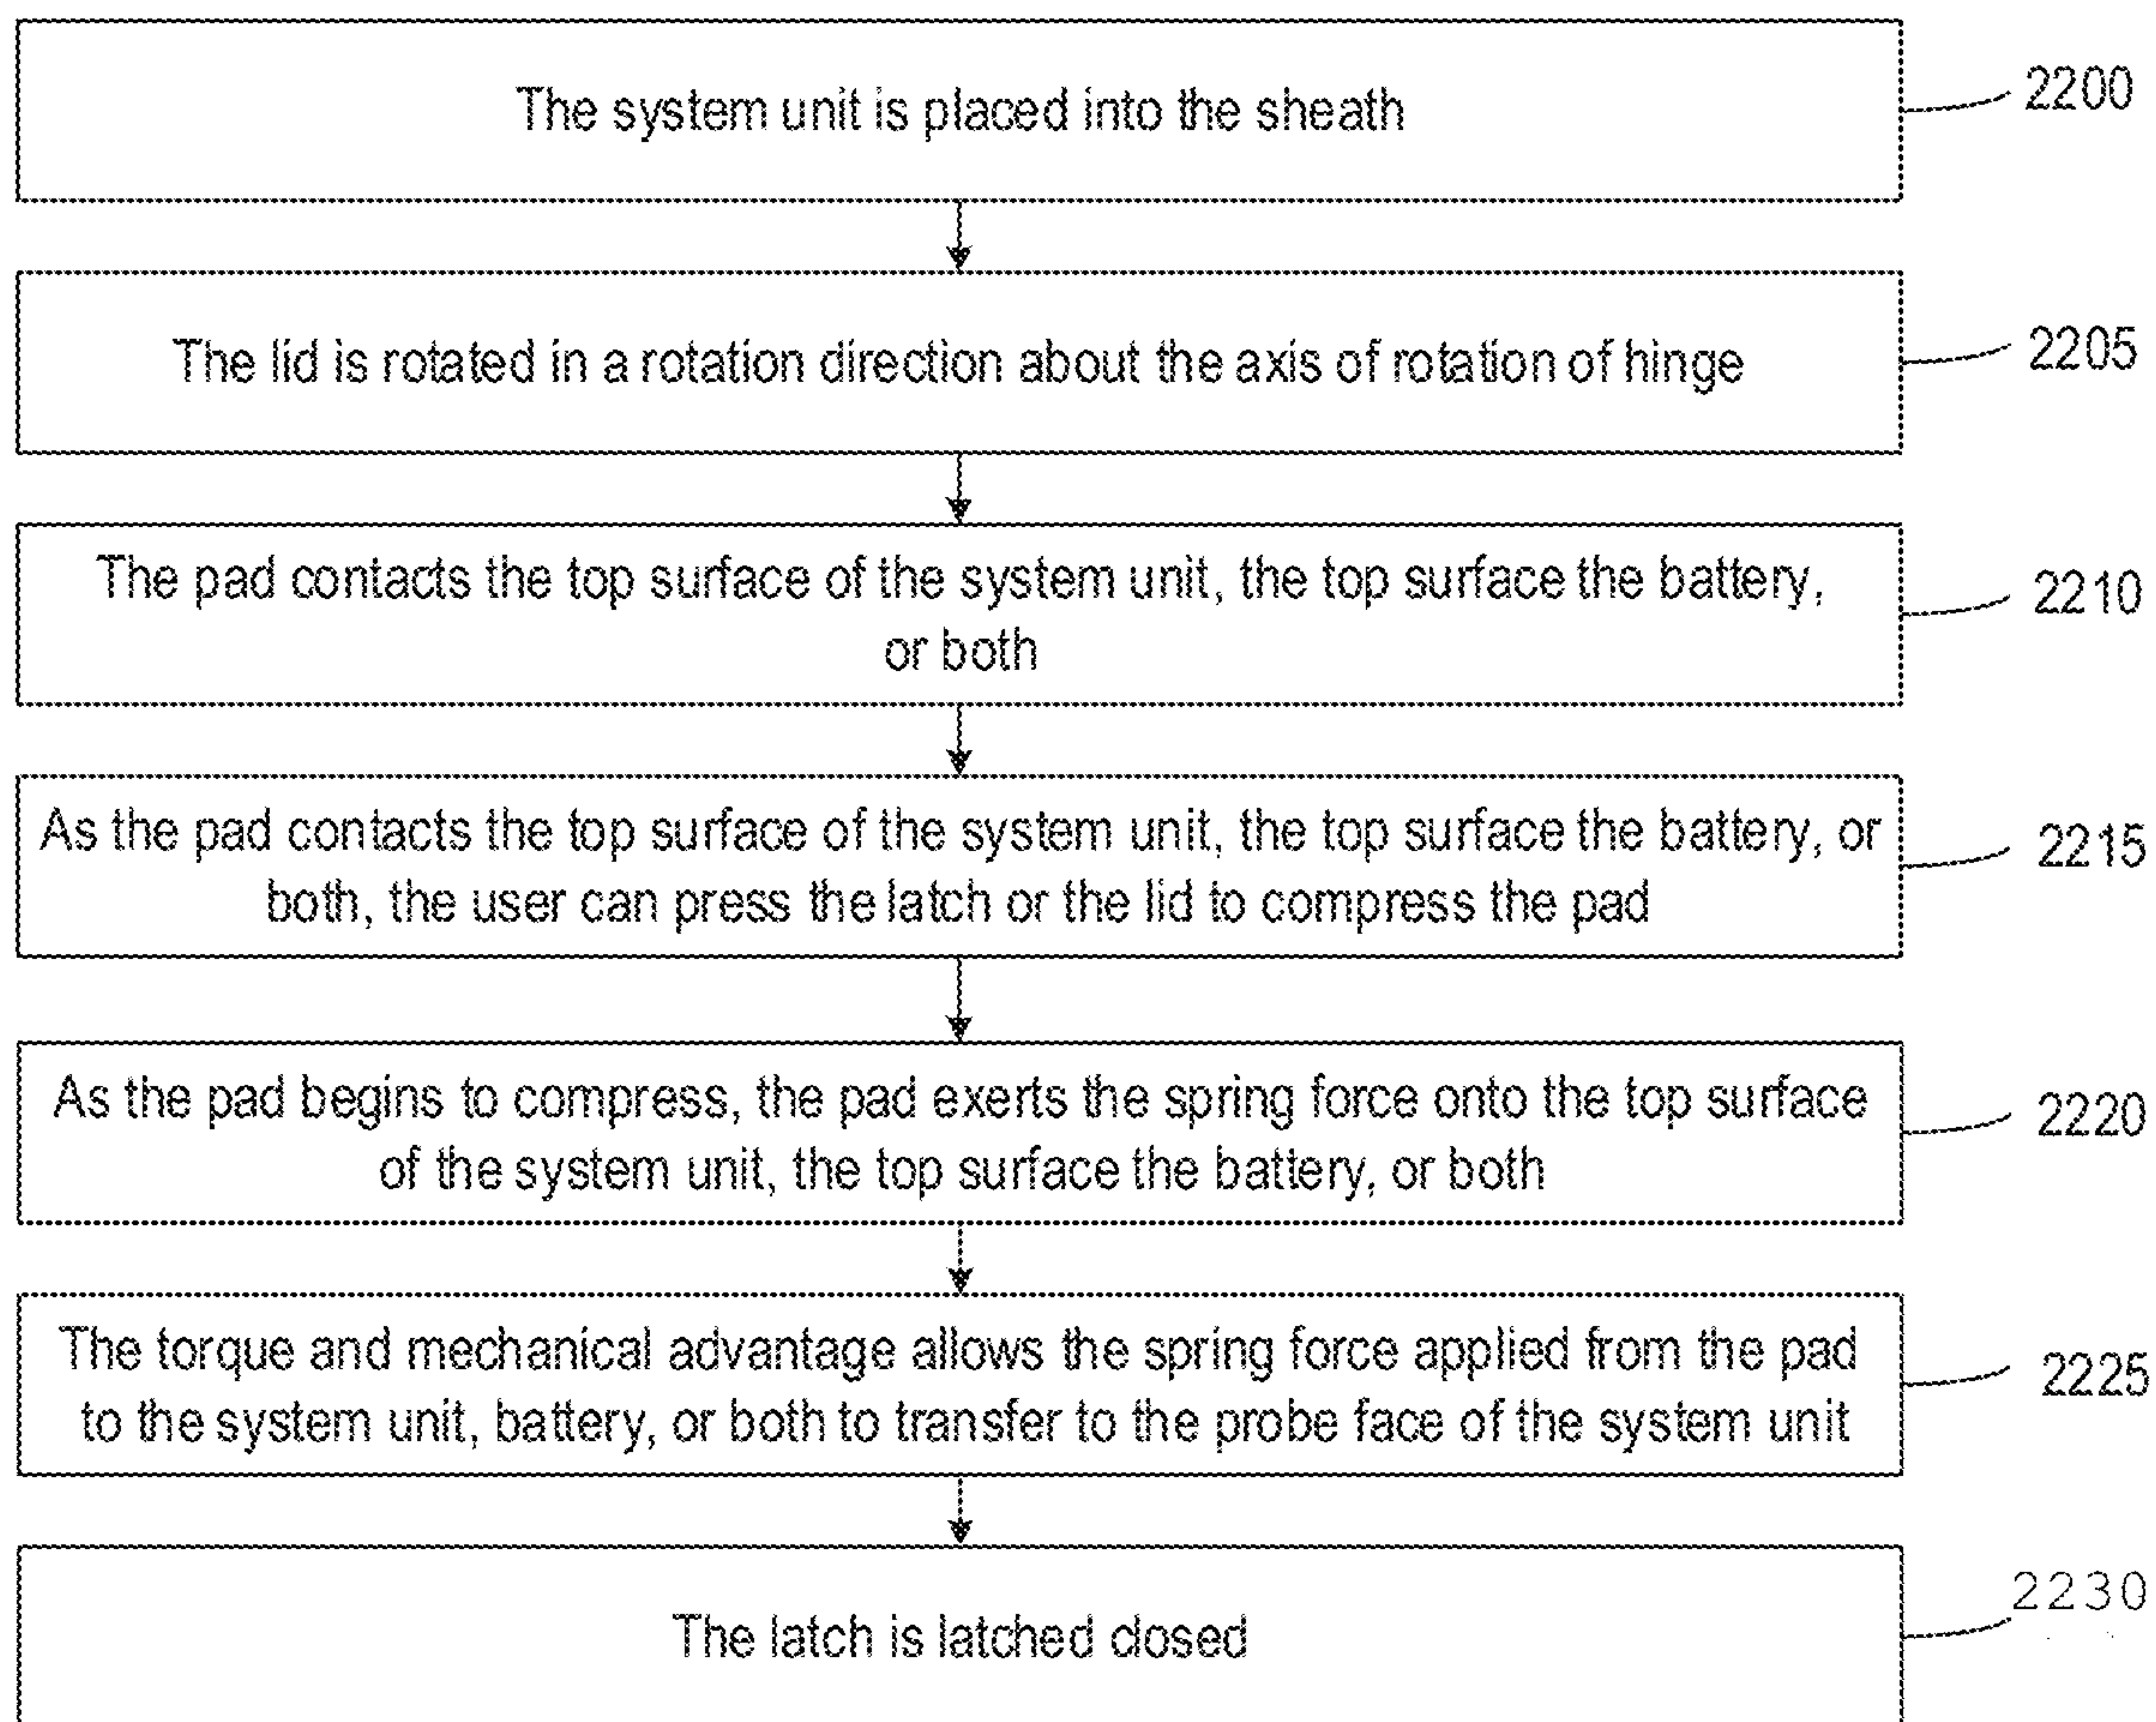 The system unit is placed into the sheath
2200
The lid is rotated in a rotation direction about the axis of rotation of hinge
2205
The pad contacts the top surface of the system unit, the top surface the battery,
or both
2210
As the pad contacts the top surface of the system unit, the top surface the battery, or
both, the user can press the latch or the lid to compress the pad
2215
As the pad begins to compress, the pad exerts the spring force onto the top surface
of the system unit, the top surface the battery, or both
2220
The torque and mechanical advantage allows the spring force applied from the pad
to the system unit, battery, or both to transfer to the probe face of the system unit
2225
The latch is latched closed
2230